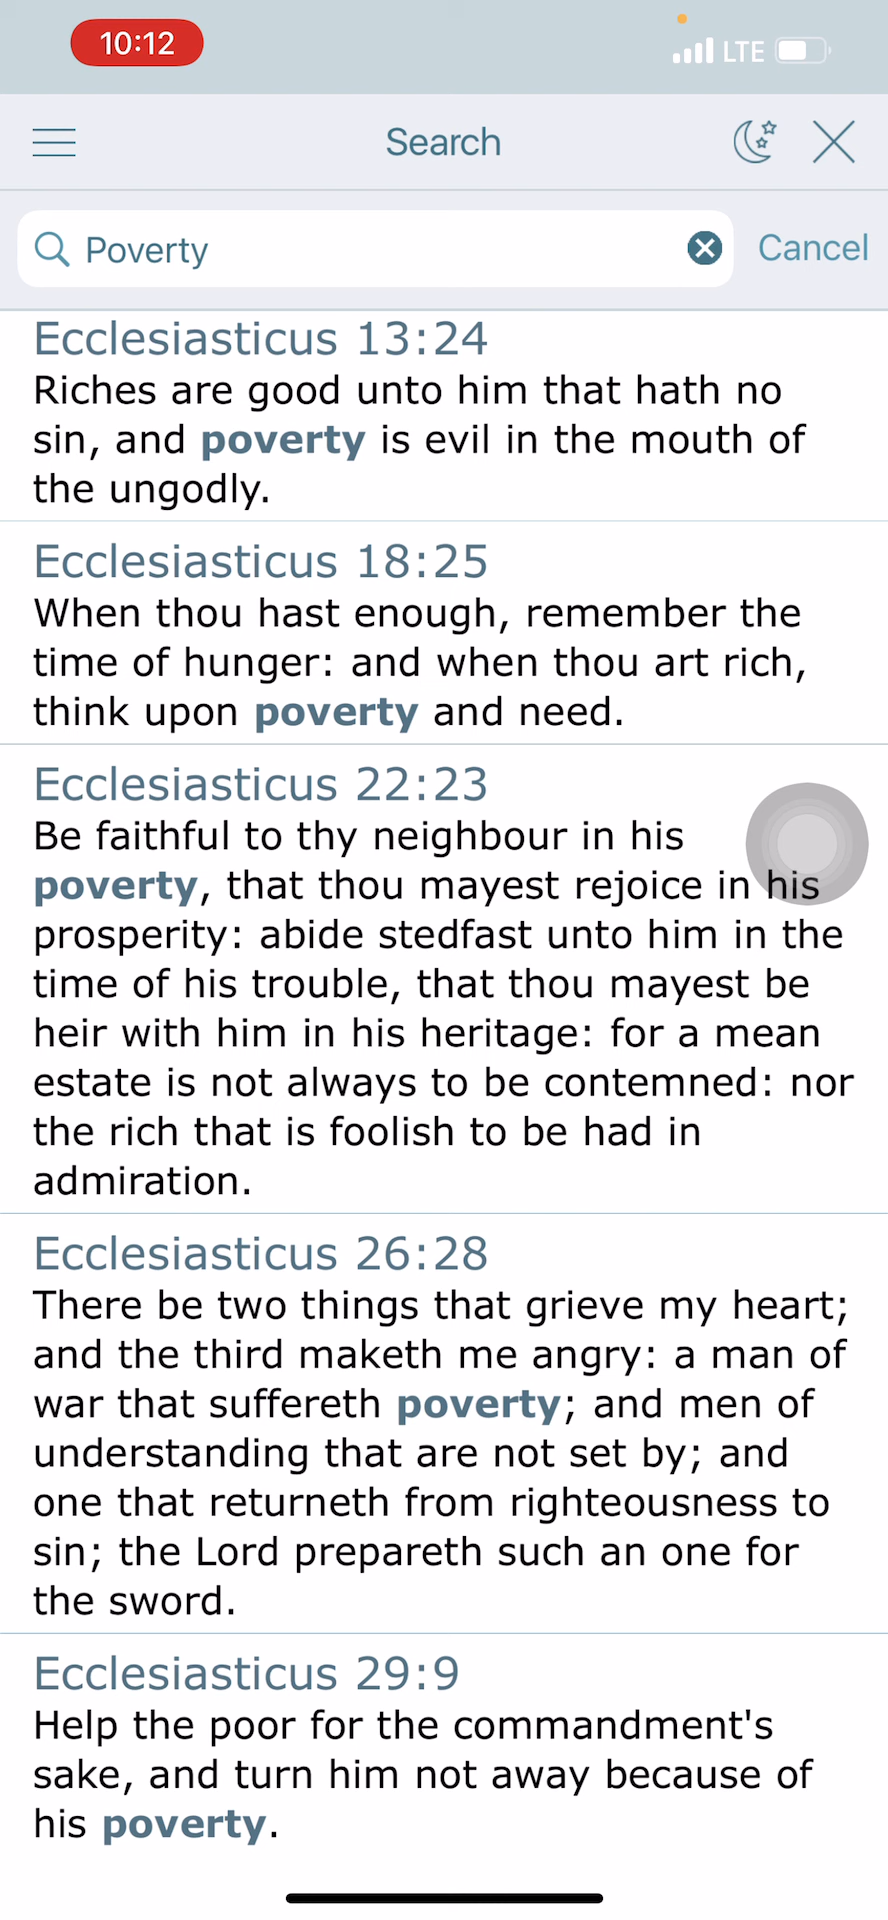 10:12
LTE
Search
Poverty
Cancel
Ecclesiasticus 13:24
Riches are good unto him that hath no
sin, and poverty is evil in the mouth of
the ungodly.
Ecclesiasticus 18:25
When thou hast enough, remember the
time of hunger: and when thou art rich,
think upon poverty and need.
Ecclesiasticus 22:23
Be faithful to thy neighbour in his
poverty, that thou mayest rejoice in his
prosperity: abide stedfast unto him in the
time of his trouble, that thou mayest be
heir with him in his heritage: for a mean
estate is not always to be contemned: nor
the rich that is foolish to be had in
admiration.
Ecclesiasticus 26:28
There be two things that grieve my heart;
and the third maketh me angry: a man of
war that suffereth poverty; and men of
understanding that are not set by; and
one that returneth from righteousness to
sin; the Lord prepareth such an one for
the sword.
Ecclesiasticus 29:9
Help the poor for the commandment's
sake, and turn him not away because of
his poverty.